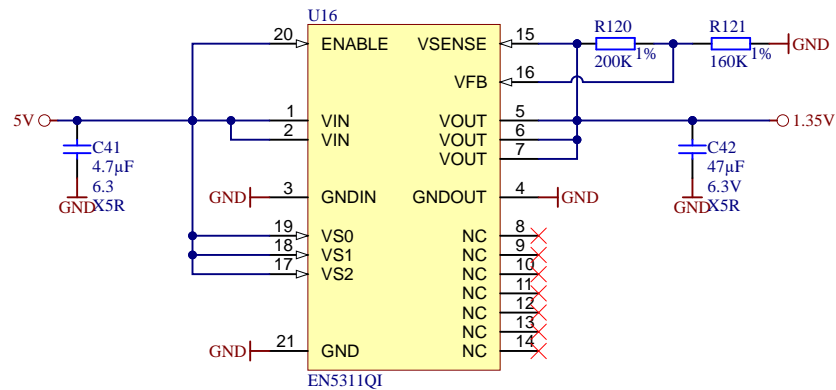 U16
20 ENABLE
VSENSE 15
R120
200K 1%
R121
160K 1%
GND
VFB 16
5V
1 VIN
2 VIN
VOUT 5
VOUT 6
VOUT 7
1.35V
C41
4.7µF
6.3
X5R
GND
C42
47µF
6.3V
X5R
GND
GND 3 GNDIN
GNDOUT 4 GND
19 VS0
18 VS1
17 VS2
NC 8
NC 9
NC 10
NC 11
NC 12
NC 13
NC 14
GND 21 GND
EN5311QI